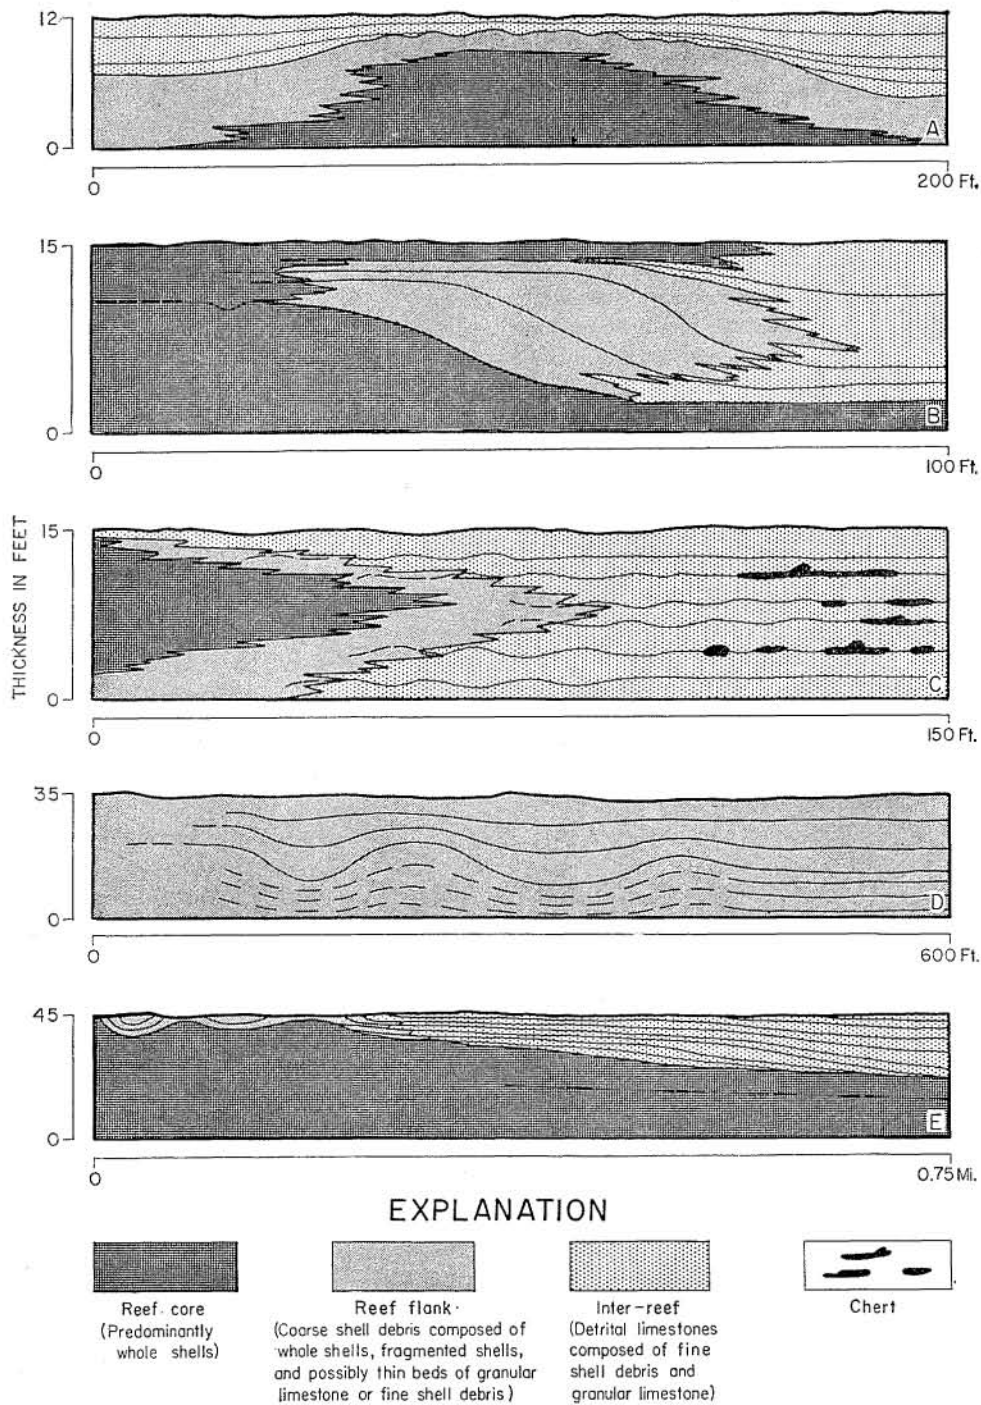 12
A
0
0
200 Ft.
15
B
0
0
100 Ft.
THICKNESS IN FEET
15
C
0
0
150 Ft.
35
D
0
0
600 Ft.
45
E
0
0
0.75 Mi.
EXPLANATION
Reef core
(Predominantly
whole shells)
Reef flank
(Coarse shell debris composed of
whole shells, fragmented shells,
and possibly thin beds of granular
limestone or fine shell debris)
Inter-reef
(Detrital limestones
composed of fine
shell debris and
granular limestone)
Chert